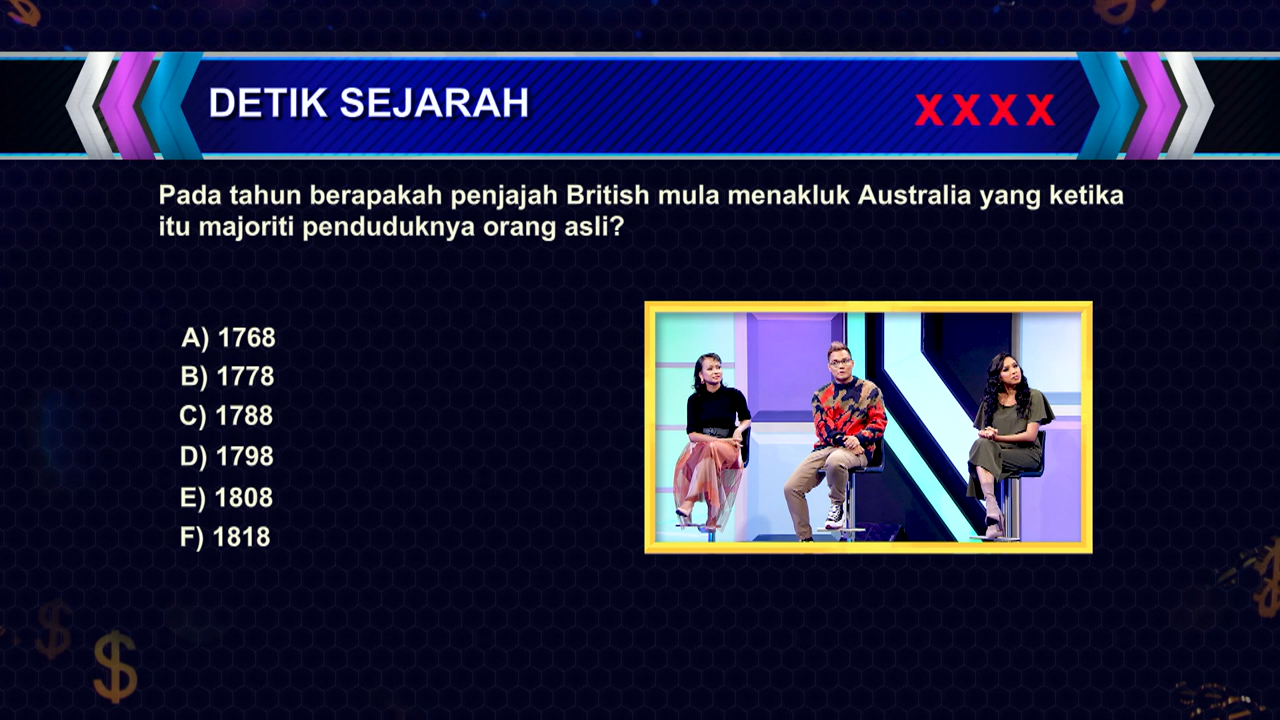 DETIK SEJARAH
X X X X
Pada tahun berapakah penjajah British mula menakluk Australia yang ketika
itu majoriti penduduknya orang asli?
A) 1768
B) 1778
C) 1788
D) 1798
E) 1808
F) 1818